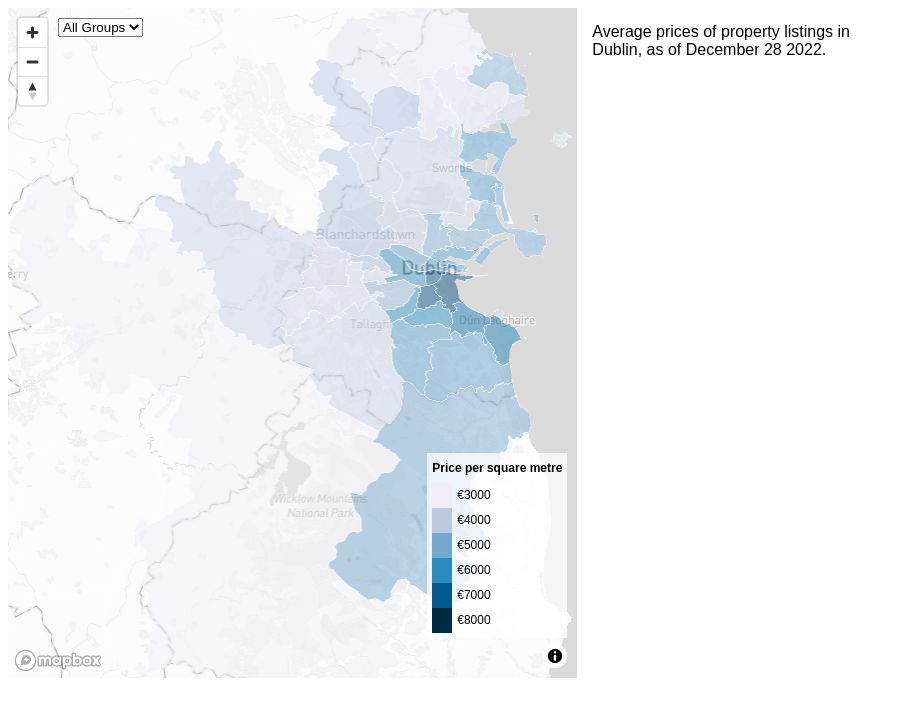 All Groups
Average prices of property listings in
Dublin, as of December 28 2022.
Swords
Blanchardstown
Dublin
erry
Tallagh
Dún Laoghaire
Wicklow Mountains
National Park
Price per square metre
€3000
€4000
€5000
€6000
€7000
€8000
mapbox